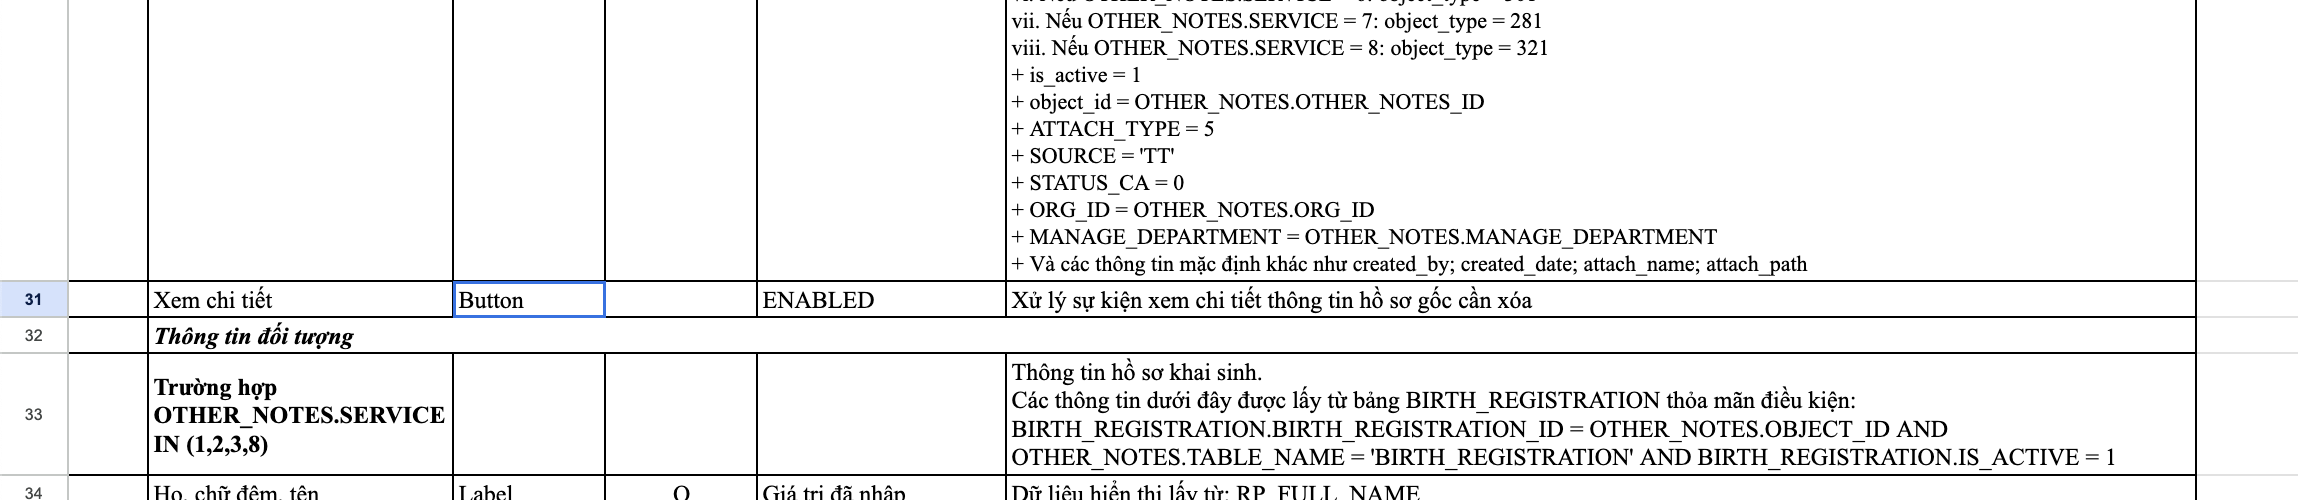 vii. Nếu OTHER_NOTES.SERVICE = 7: object_type = 281
viii. Nếu OTHER_NOTES.SERVICE = 8: object_type = 321
+ is_active = 1
+ object_id = OTHER_NOTES.OTHER_NOTES_ID
+ ATTACH_TYPE = 5
+ SOURCE = 'TT'
+ STATUS_CA = 0
+ ORG_ID = OTHER_NOTES.ORG_ID
+ MANAGE_DEPARTMENT = OTHER_NOTES.MANAGE_DEPARTMENT
+ Và các thông tin mặc định khác như created_by; created_date; attach_name; attach_path
31 Xem chi tiết Button ENABLED Xử lý sự kiện xem chi tiết thông tin hồ sơ gốc cần xóa
32 Thông tin đối tượng
33
Trường hợp
OTHER_NOTES.SERVICE
IN (1,2,3,8)
Thông tin hồ sơ khai sinh.
Các thông tin dưới đây được lấy từ bảng BIRTH_REGISTRATION thỏa mãn điều kiện:
BIRTH_REGISTRATION.BIRTH_REGISTRATION_ID = OTHER_NOTES.OBJECT_ID AND
OTHER_NOTES.TABLE_NAME = 'BIRTH_REGISTRATION' AND BIRTH_REGISTRATION.IS_ACTIVE = 1
34 Họ, chữ đệm, tên Label O Giá trị đã nhập Dữ liệu hiển thị lấy từ: RP_FULL_NAME